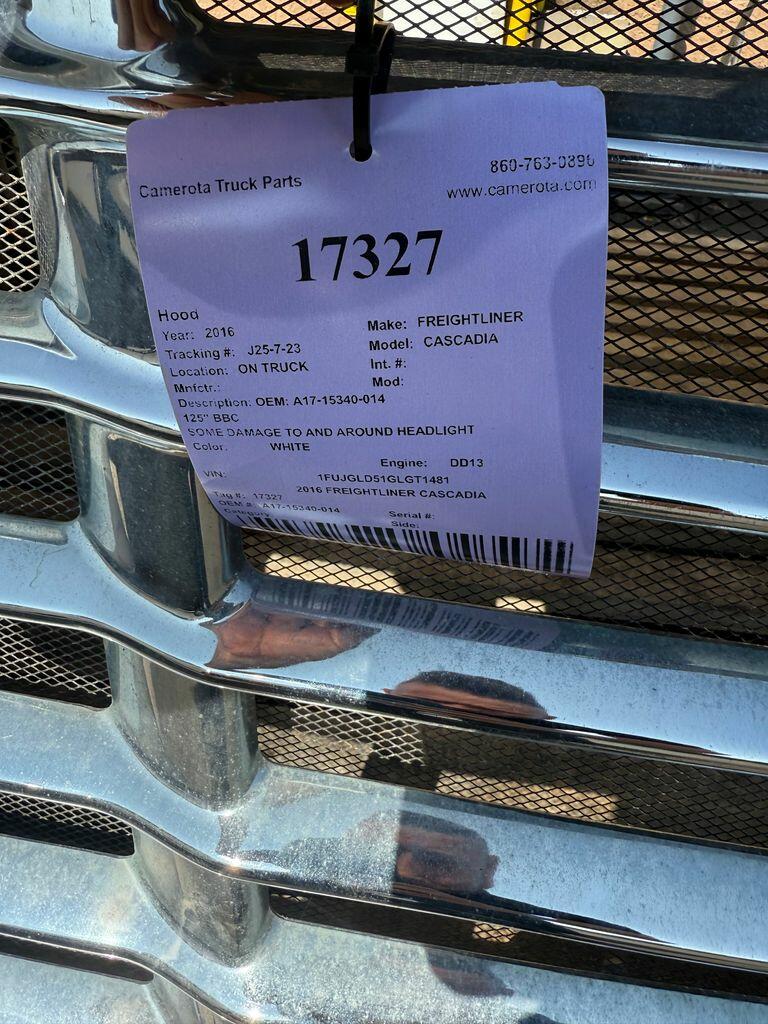 Camerota Truck Parts
860-763-0896
www.camerota.com
17327
Hood
Year: 2016 Make: FREIGHTLINER
Tracking #: J25-7-23 Model: CASCADIA
Location: ON TRUCK Int. #:
Mnfctr.: Mod:
Description: OEM: A17-15340-014
125" BBC
SOME DAMAGE TO AND AROUND HEADLIGHT
Color: WHITE
Engine: DD13
VIN: 1FUJGLD51GLGT1481
2016 FREIGHTLINER CASCADIA
Tag #: 17327
OEM #: A17-15340-014 Serial #:
Category: Side: